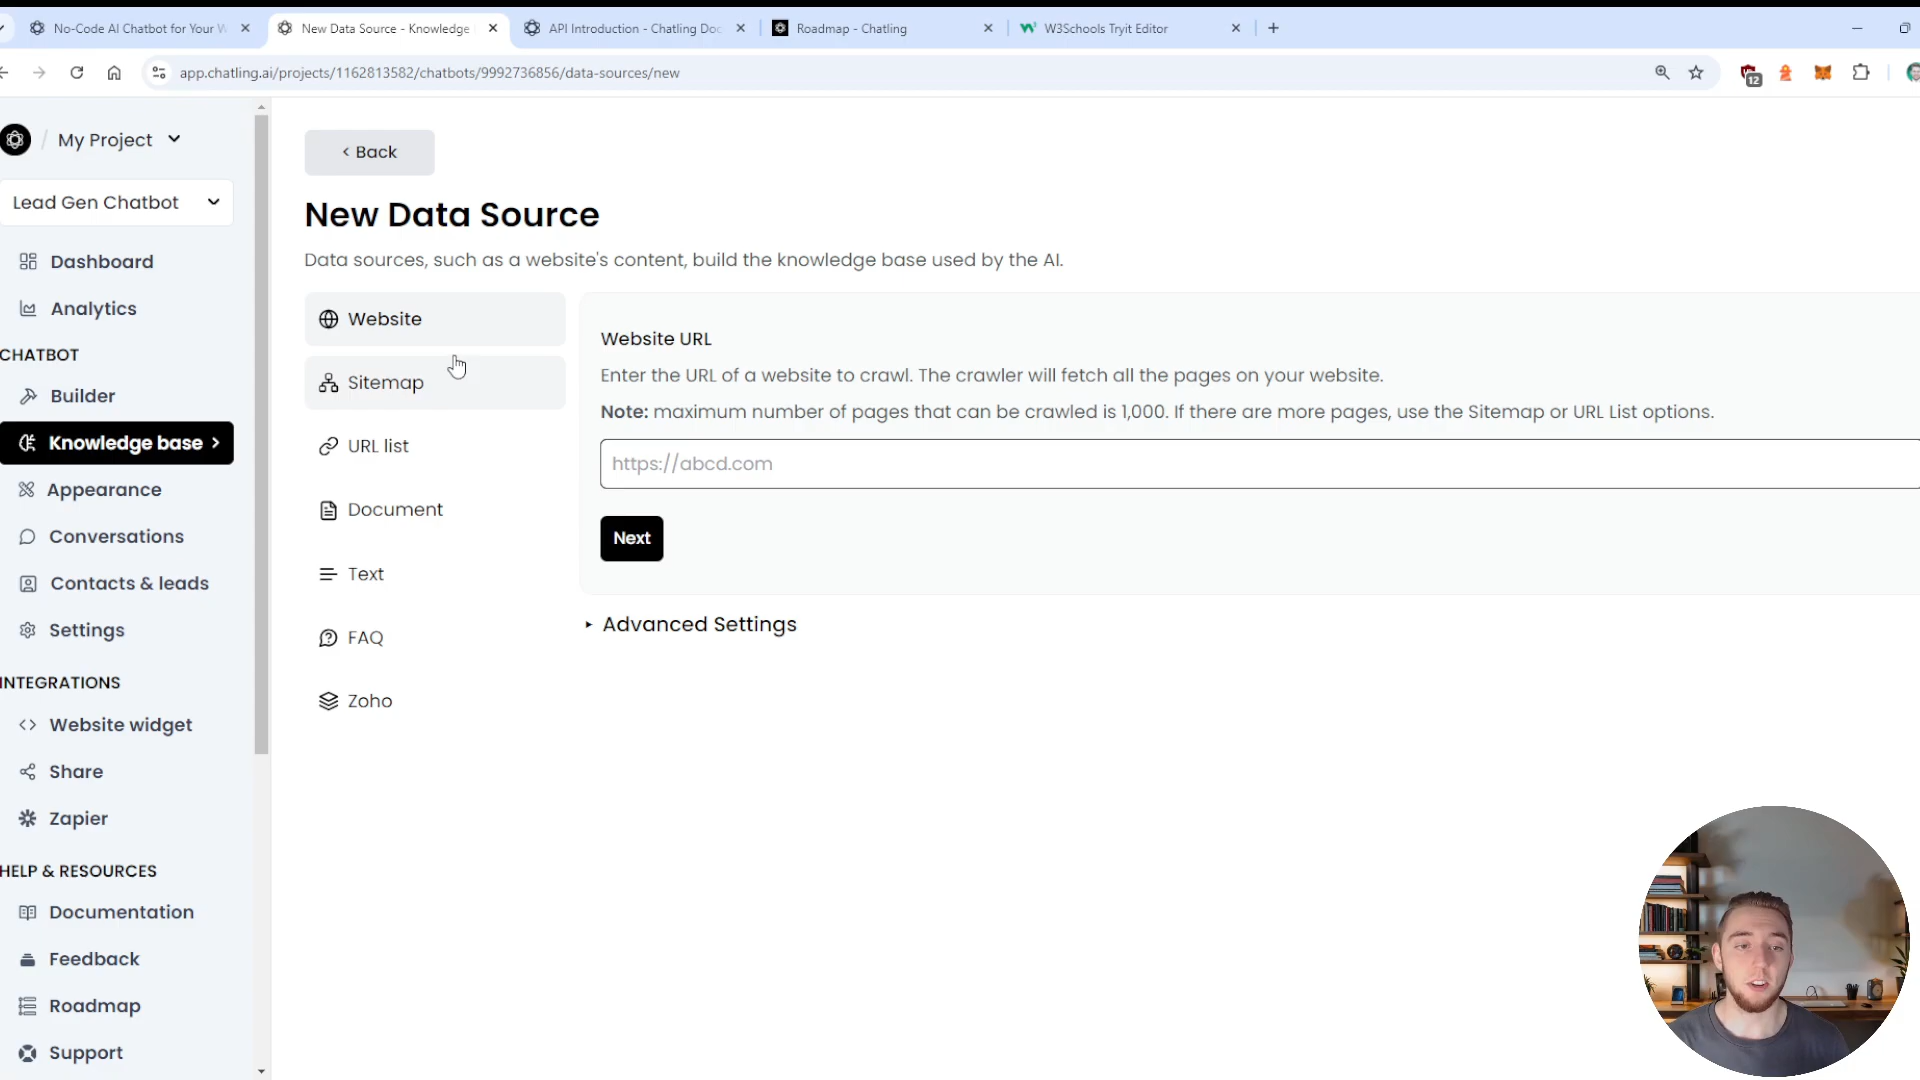 No-Code AI Chatbot for Your W
New Data Source - Knowledge
API Introduction - Chatling Doc
Roadmap - Chatling
W3Schools Tryit Editor
app.chatling.ai/projects/1162813582/chatbots/9992736856/data-sources/new
12
/ My Project
Lead Gen Chatbot
Dashboard
Analytics
CHATBOT
Builder
Knowledge base
Appearance
Conversations
Contacts & leads
Settings
INTEGRATIONS
Website widget
Share
Zapier
HELP & RESOURCES
Documentation
Feedback
Roadmap
Support
< Back
New Data Source
Data sources, such as a website's content, build the knowledge base used by the AI.
Website
Sitemap
URL list
Document
Text
FAQ
Zoho
Website URL
Enter the URL of a website to crawl. The crawler will fetch all the pages on your website.
Note: maximum number of pages that can be crawled is 1,000. If there are more pages, use the Sitemap or URL List options.
https://abcd.com
Next
Advanced Settings